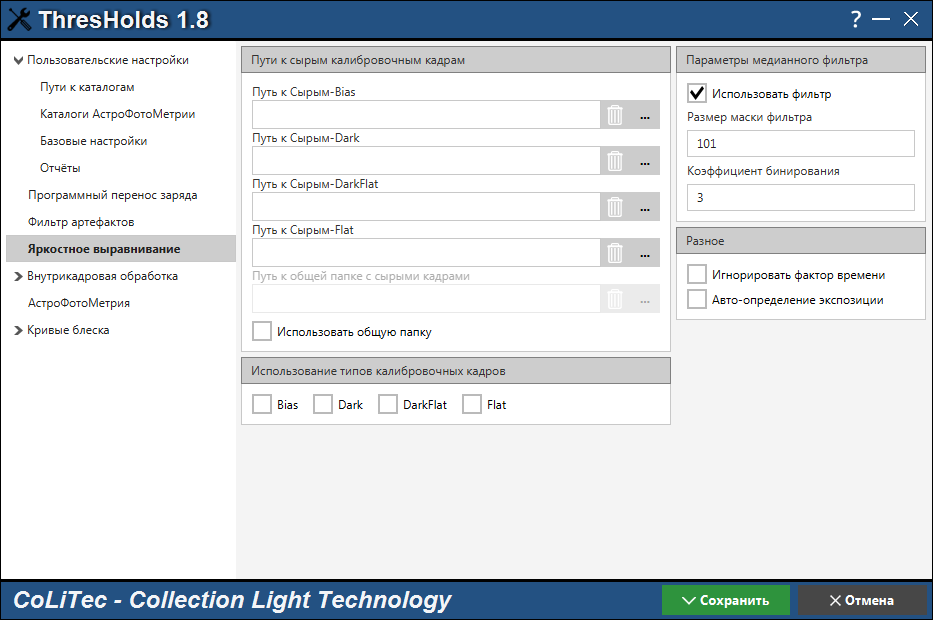 ThresHolds 1.8
?
Пользовательские настройки
Пути к каталогам
Каталоги АстроФотоМетрии
Базовые настройки
Отчёты
Программный перенос заряда
Фильтр артефактов
Яркостное выравнивание
Внутрикадровая обработка
АстроФотоМетрия
Кривые блеска
Пути к сырым калибровочным кадрам
Путь к Сырым-Bias
...
Путь к Сырым-Dark
...
Путь к Сырым-DarkFlat
...
Путь к Сырым-Flat
...
Путь к общей папке с сырыми кадрами
...
Использовать общую папку
Использование типов калибровочных кадров
Bias Dark DarkFlat Flat
Параметры медианного фильтра
Использовать фильтр
Размер маски фильтра
101
Коэффициент бинирования
3
Разное
Игнорировать фактор времени
Авто-определение экспозиции
CoLiTec - Collection Light Technology
Сохранить
Отмена